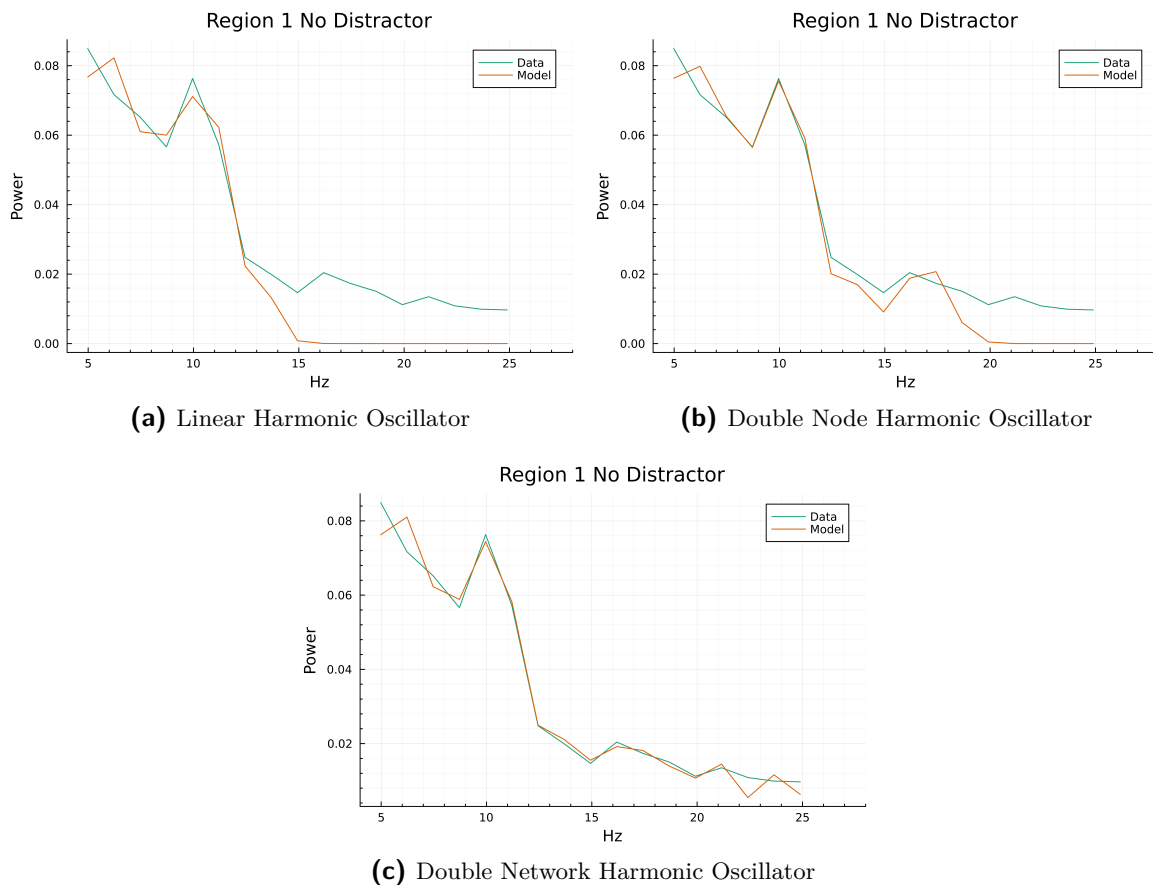 Region 1 No Distractor
Data
Model
Power
0.08
0.06
0.04
0.02
0.00
5 10 15 20 25
Hz
(a) Linear Harmonic Oscillator
Region 1 No Distractor
Data
Model
Power
0.08
0.06
0.04
0.02
0.00
5 10 15 20 25
Hz
(b) Double Node Harmonic Oscillator
Region 1 No Distractor
Data
Model
Power
0.08
0.06
0.04
0.02
5 10 15 20 25
Hz
(c) Double Network Harmonic Oscillator